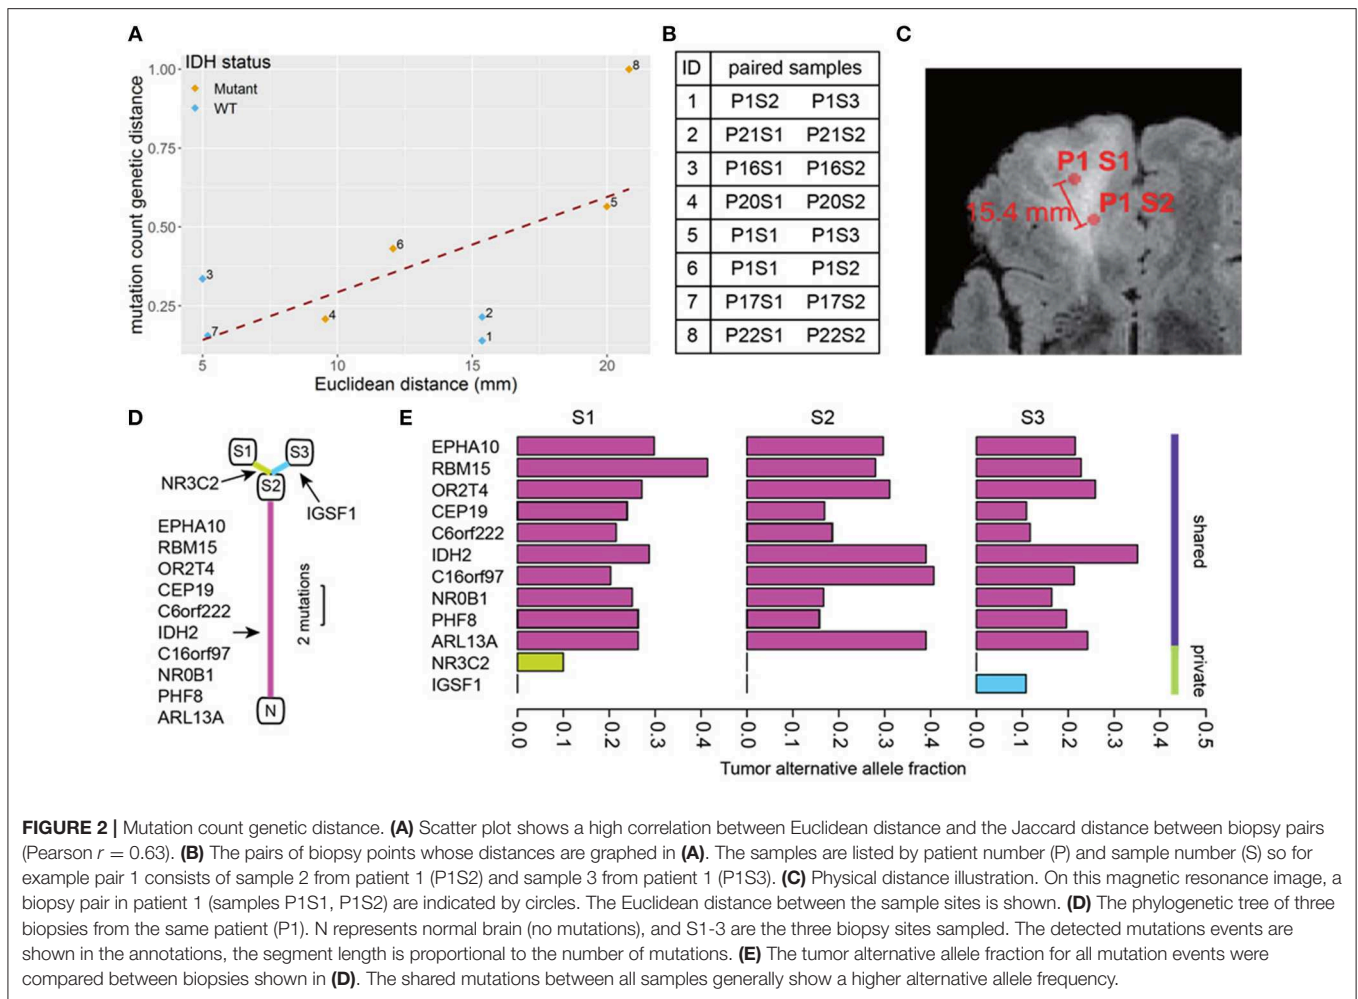 A
B
C
IDH status
Mutant
WT
mutation count genetic distance
1.00
0.75
0.50
0.25
5
10
15
20
Euclidean distance (mm)
1
2
3
4
5
6
7
8
ID paired samples
1 P1S2 P1S3
2 P21S1 P21S2
3 P16S1 P16S2
4 P20S1 P20S2
5 P1S1 P1S3
6 P1S1 P1S2
7 P17S1 P17S2
8 P22S1 P22S2
P1 S1
P1 S2
15.4 mm
D
S1
S3
S2
NR3C2
IGSF1
EPHA10
RBM15
OR2T4
CEP19
C6orf222
IDH2
C16orf97
NR0B1
PHF8
ARL13A
2 mutations
N
E
S1
S2
S3
EPHA10
RBM15
OR2T4
CEP19
C6orf222
IDH2
C16orf97
NR0B1
PHF8
ARL13A
NR3C2
IGSF1
shared
private
0.0 0.1 0.2 0.3 0.4 0.0 0.1 0.2 0.3 0.4 0.0 0.1 0.2 0.3 0.4 0.5
Tumor alternative allele fraction
FIGURE 2 | Mutation count genetic distance. (A) Scatter plot shows a high correlation between Euclidean distance and the Jaccard distance between biopsy pairs
(Pearson r = 0.63). (B) The pairs of biopsy points whose distances are graphed in (A). The samples are listed by patient number (P) and sample number (S) so for
example pair 1 consists of sample 2 from patient 1 (P1S2) and sample 3 from patient 1 (P1S3). (C) Physical distance illustration. On this magnetic resonance image, a
biopsy pair in patient 1 (samples P1S1, P1S2) are indicated by circles. The Euclidean distance between the sample sites is shown. (D) The phylogenetic tree of three
biopsies from the same patient (P1). N represents normal brain (no mutations), and S1-3 are the three biopsy sites sampled. The detected mutations events are
shown in the annotations, the segment length is proportional to the number of mutations. (E) The tumor alternative allele fraction for all mutation events were
compared between biopsies shown in (D). The shared mutations between all samples generally show a higher alternative allele frequency.